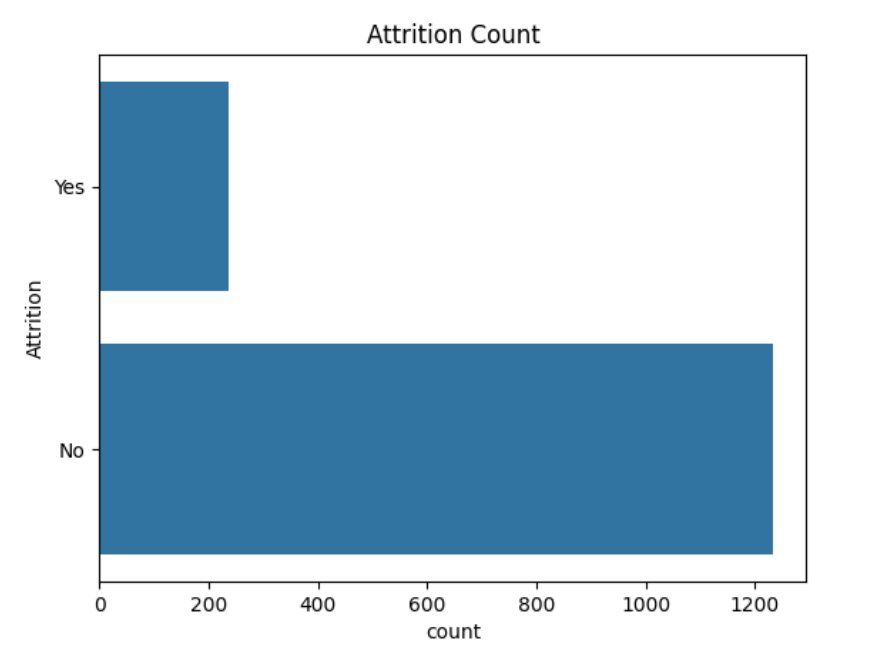 Attrition Count
Yes
Attrition
No
0 200 400 600 800 1000 1200
count